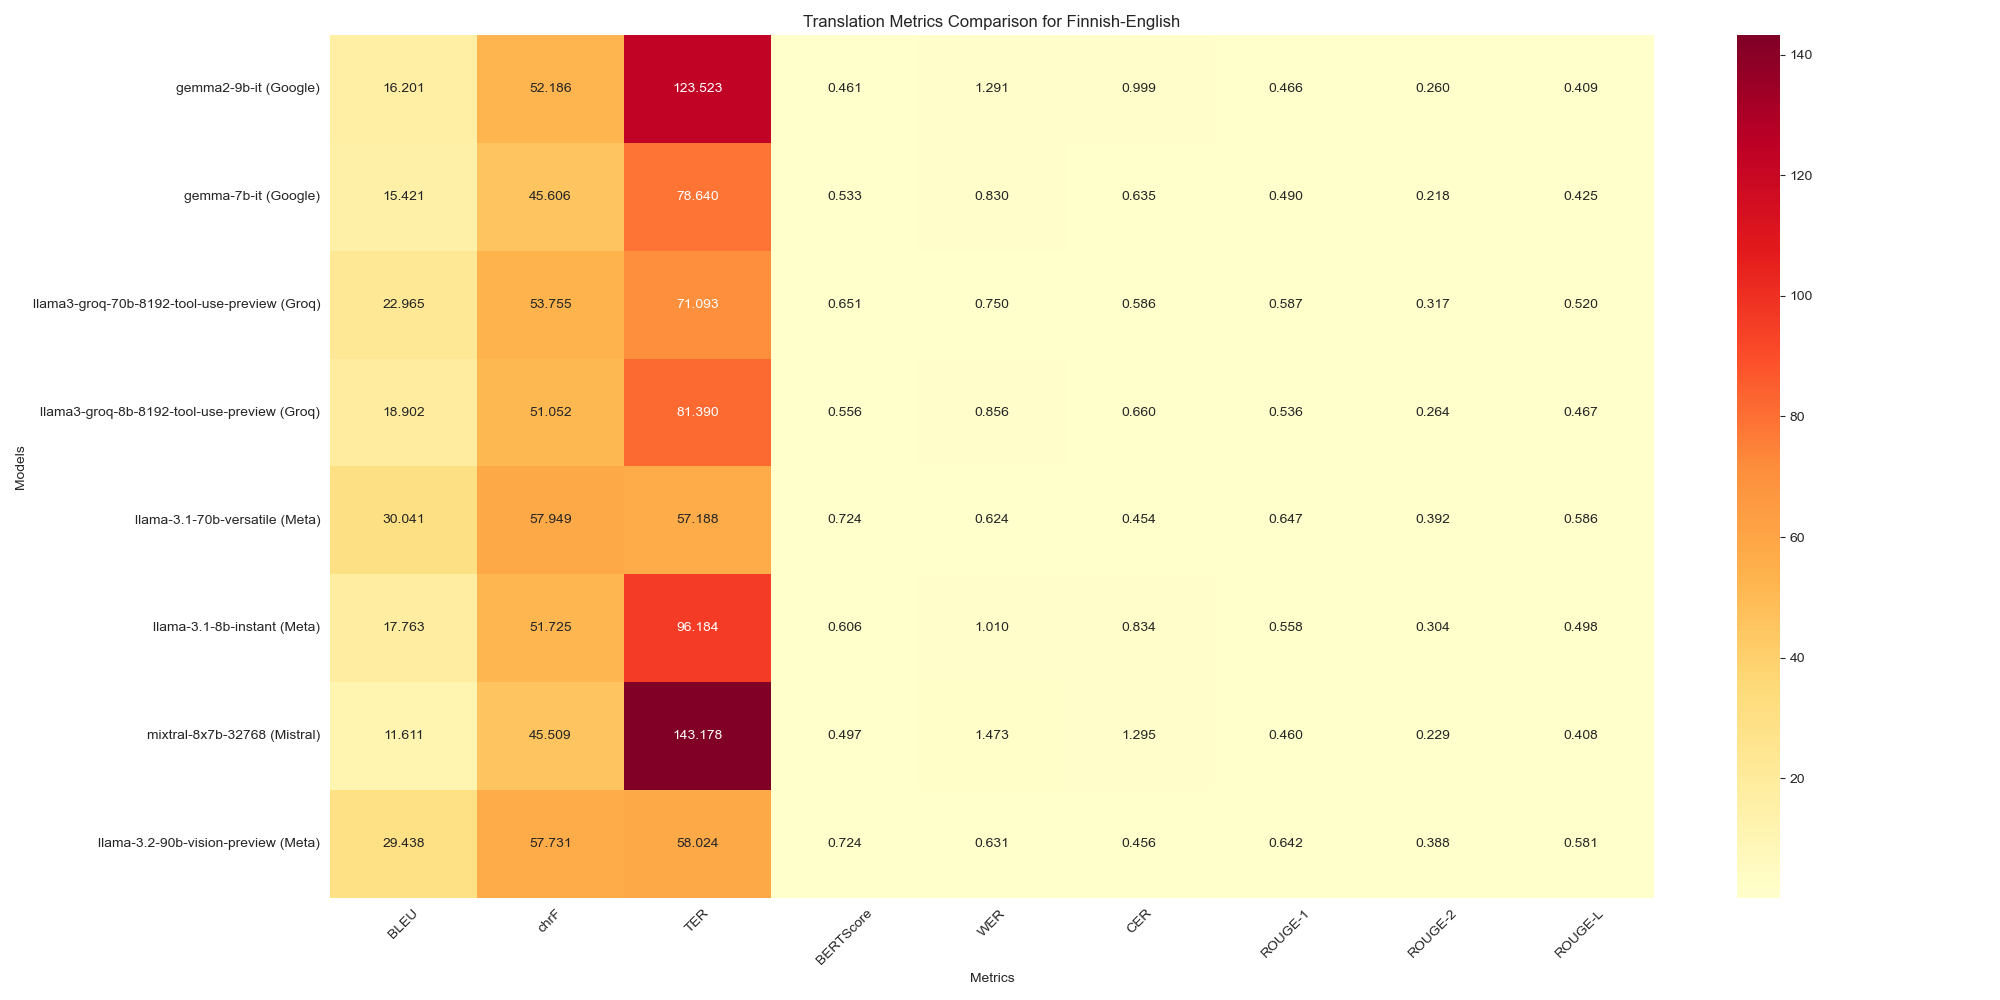 Translation Metrics Comparison for Finnish-English
gemma2-9b-it (Google) 16.201 52.186 123.523 0.461 1.291 0.999 0.466 0.260 0.409
gemma-7b-it (Google) 15.421 45.606 78.640 0.533 0.830 0.635 0.490 0.218 0.425
llama3-groq-70b-8192-tool-use-preview (Groq) 22.965 53.755 71.093 0.651 0.750 0.586 0.587 0.317 0.520
llama3-groq-8b-8192-tool-use-preview (Groq) 18.902 51.052 81.390 0.556 0.856 0.660 0.536 0.264 0.467
llama-3.1-70b-versatile (Meta) 30.041 57.949 57.188 0.724 0.624 0.454 0.647 0.392 0.586
llama-3.1-8b-instant (Meta) 17.763 51.725 96.184 0.606 1.010 0.834 0.558 0.304 0.498
mixtral-8x7b-32768 (Mistral) 11.611 45.509 143.178 0.497 1.473 1.295 0.460 0.229 0.408
llama-3.2-90b-vision-preview (Meta) 29.438 57.731 58.024 0.724 0.631 0.456 0.642 0.388 0.581
Models
BLEU chrF TER BERTScore WER CER ROUGE-1 ROUGE-2 ROUGE-L
Metrics
140
120
100
80
60
40
20